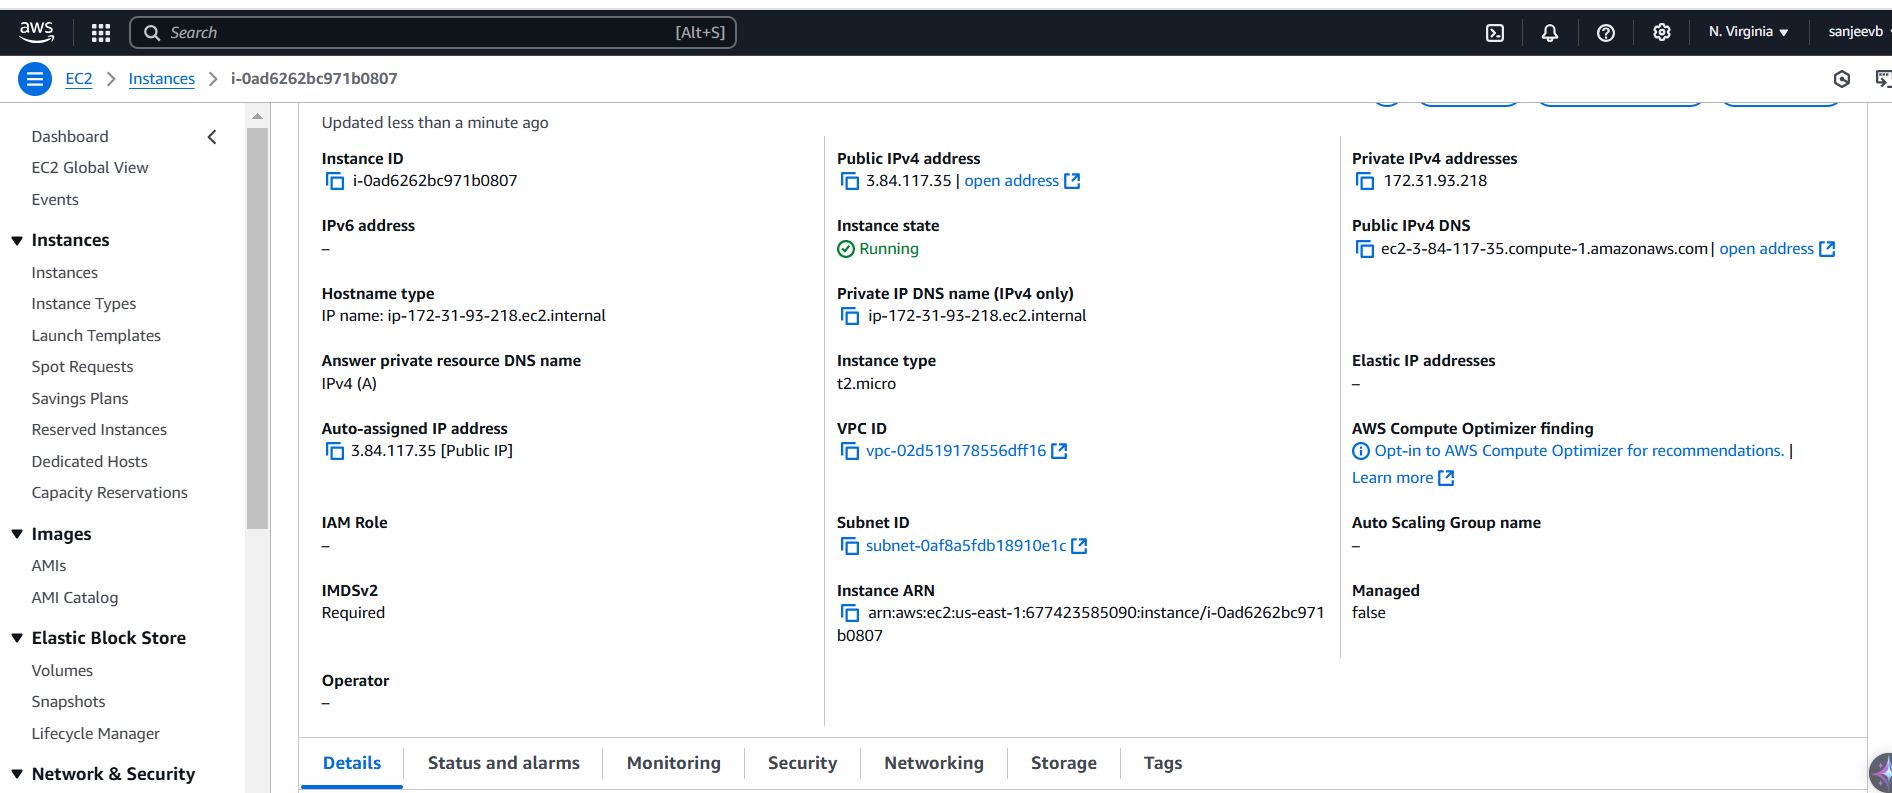 aws
Search [Alt+S]
N. Virginia
sanjeevb
EC2 > Instances > i-0ad6262bc971b0807
Dashboard
EC2 Global View
Events
Instances
Instances
Instance Types
Launch Templates
Spot Requests
Savings Plans
Reserved Instances
Dedicated Hosts
Capacity Reservations
Images
AMIs
AMI Catalog
Elastic Block Store
Volumes
Snapshots
Lifecycle Manager
Network & Security
Updated less than a minute ago
Instance ID
i-0ad6262bc971b0807
Public IPv4 address
3.84.117.35 | open address
Private IPv4 addresses
172.31.93.218
IPv6 address
–
Instance state
Running
Public IPv4 DNS
ec2-3-84-117-35.compute-1.amazonaws.com | open address
Hostname type
IP name: ip-172-31-93-218.ec2.internal
Private IP DNS name (IPv4 only)
ip-172-31-93-218.ec2.internal
Answer private resource DNS name
IPv4 (A)
Instance type
t2.micro
Elastic IP addresses
–
Auto-assigned IP address
3.84.117.35 [Public IP]
VPC ID
vpc-02d519178556dff16
AWS Compute Optimizer finding
Opt-in to AWS Compute Optimizer for recommendations. |
Learn more
IAM Role
–
Subnet ID
subnet-0af8a5fdb18910e1c
Auto Scaling Group name
–
IMDSv2
Required
Instance ARN
arn:aws:ec2:us-east-1:677423585090:instance/i-0ad6262bc971
b0807
Managed
false
Operator
–
Details
Status and alarms
Monitoring
Security
Networking
Storage
Tags